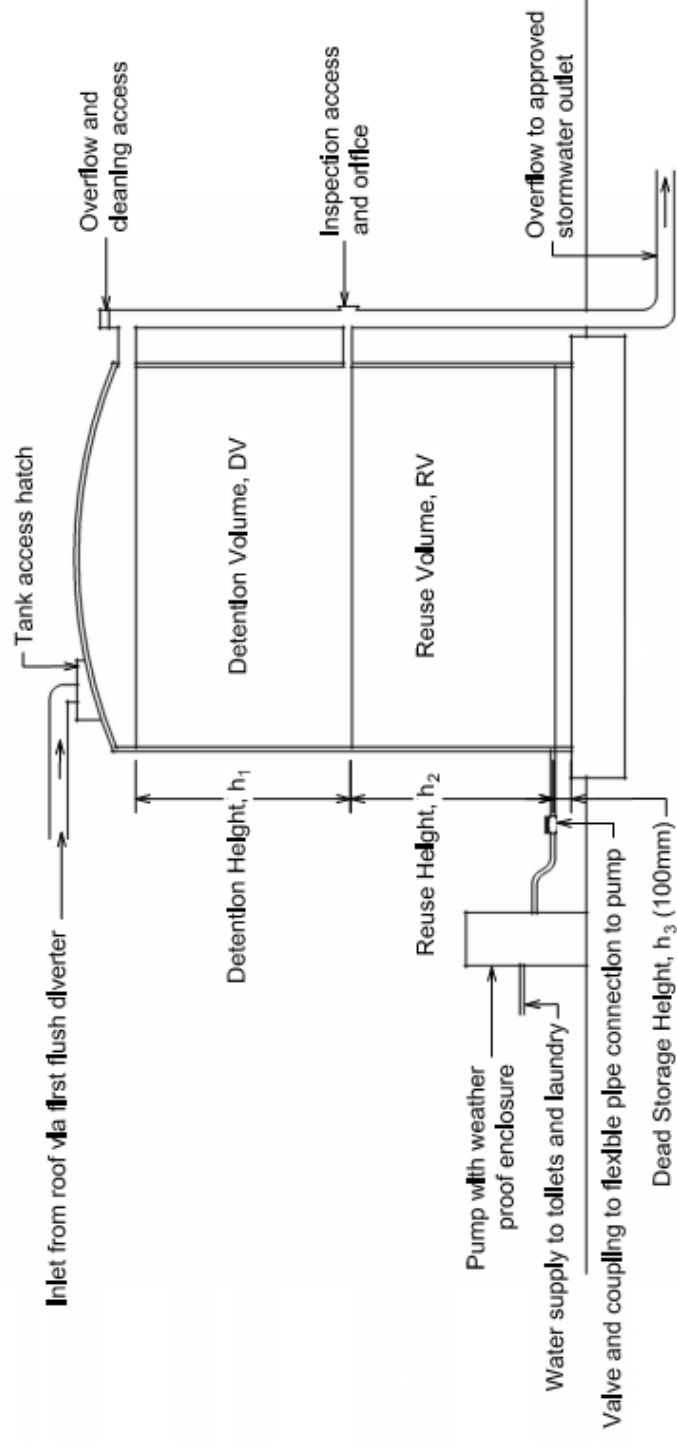 Inlet from roof via first flush diverter
Tank access hatch
Overflow and
cleaning access
Detention Height, h₁
Detention Volume, DV
Inspection access
and orifice
Reuse Height, h₂
Reuse Volume, RV
Pump with weather
proof enclosure
Water supply to toilets and laundry
Valve and coupling to flexible pipe connection to pump
Dead Storage Height, h₃ (100mm)
Overflow to approved
stormwater outlet